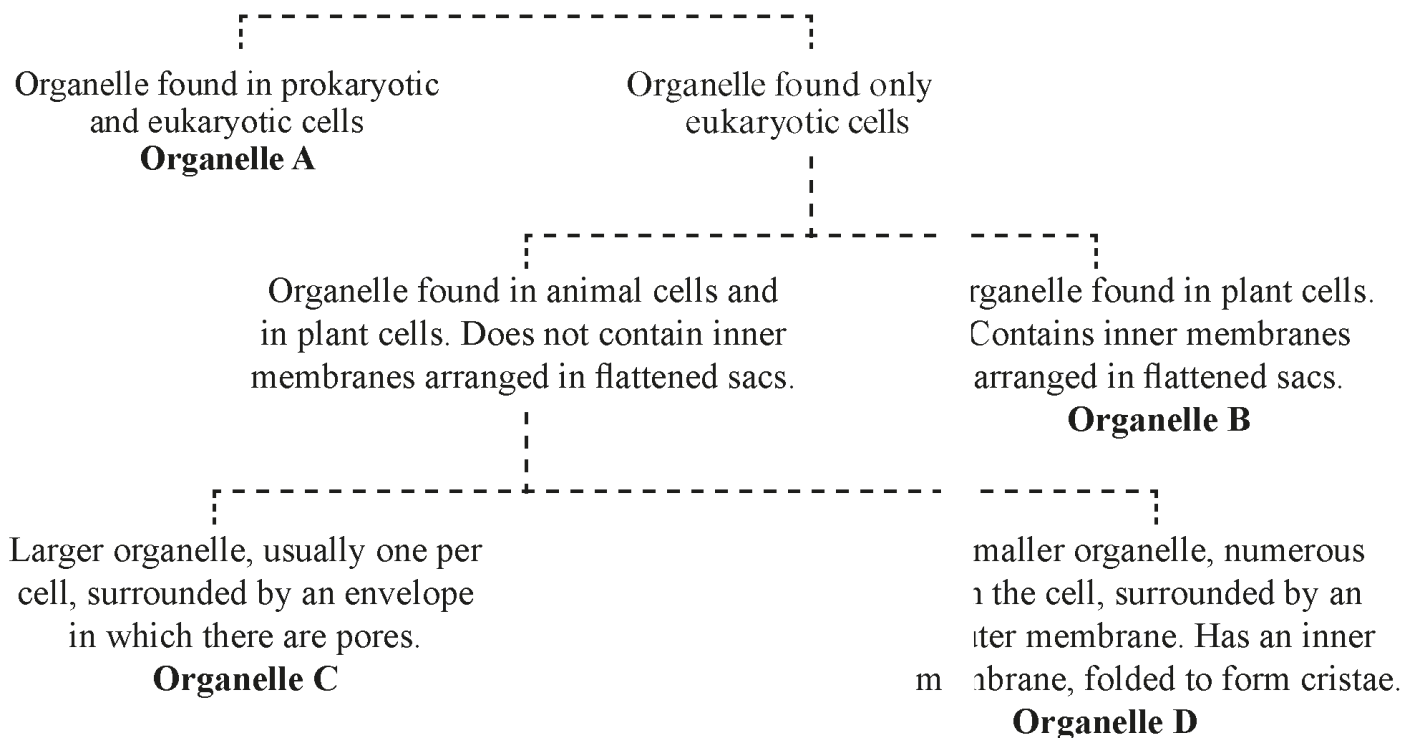 Organelle found in prokaryotic
and eukaryotic cells
Organelle A
Organelle found only
eukaryotic cells
Organelle found in animal cells and
in plant cells. Does not contain inner
membranes arranged in flattened sacs.
rganelle found in plant cells.
Contains inner membranes
arranged in flattened sacs.
Organelle B
Larger organelle, usually one per
cell, surrounded by an envelope
in which there are pores.
Organelle C
maller organelle, numerous
the cell, surrounded by an
membrane. Has an inner
folded to form cristae.
Organelle D